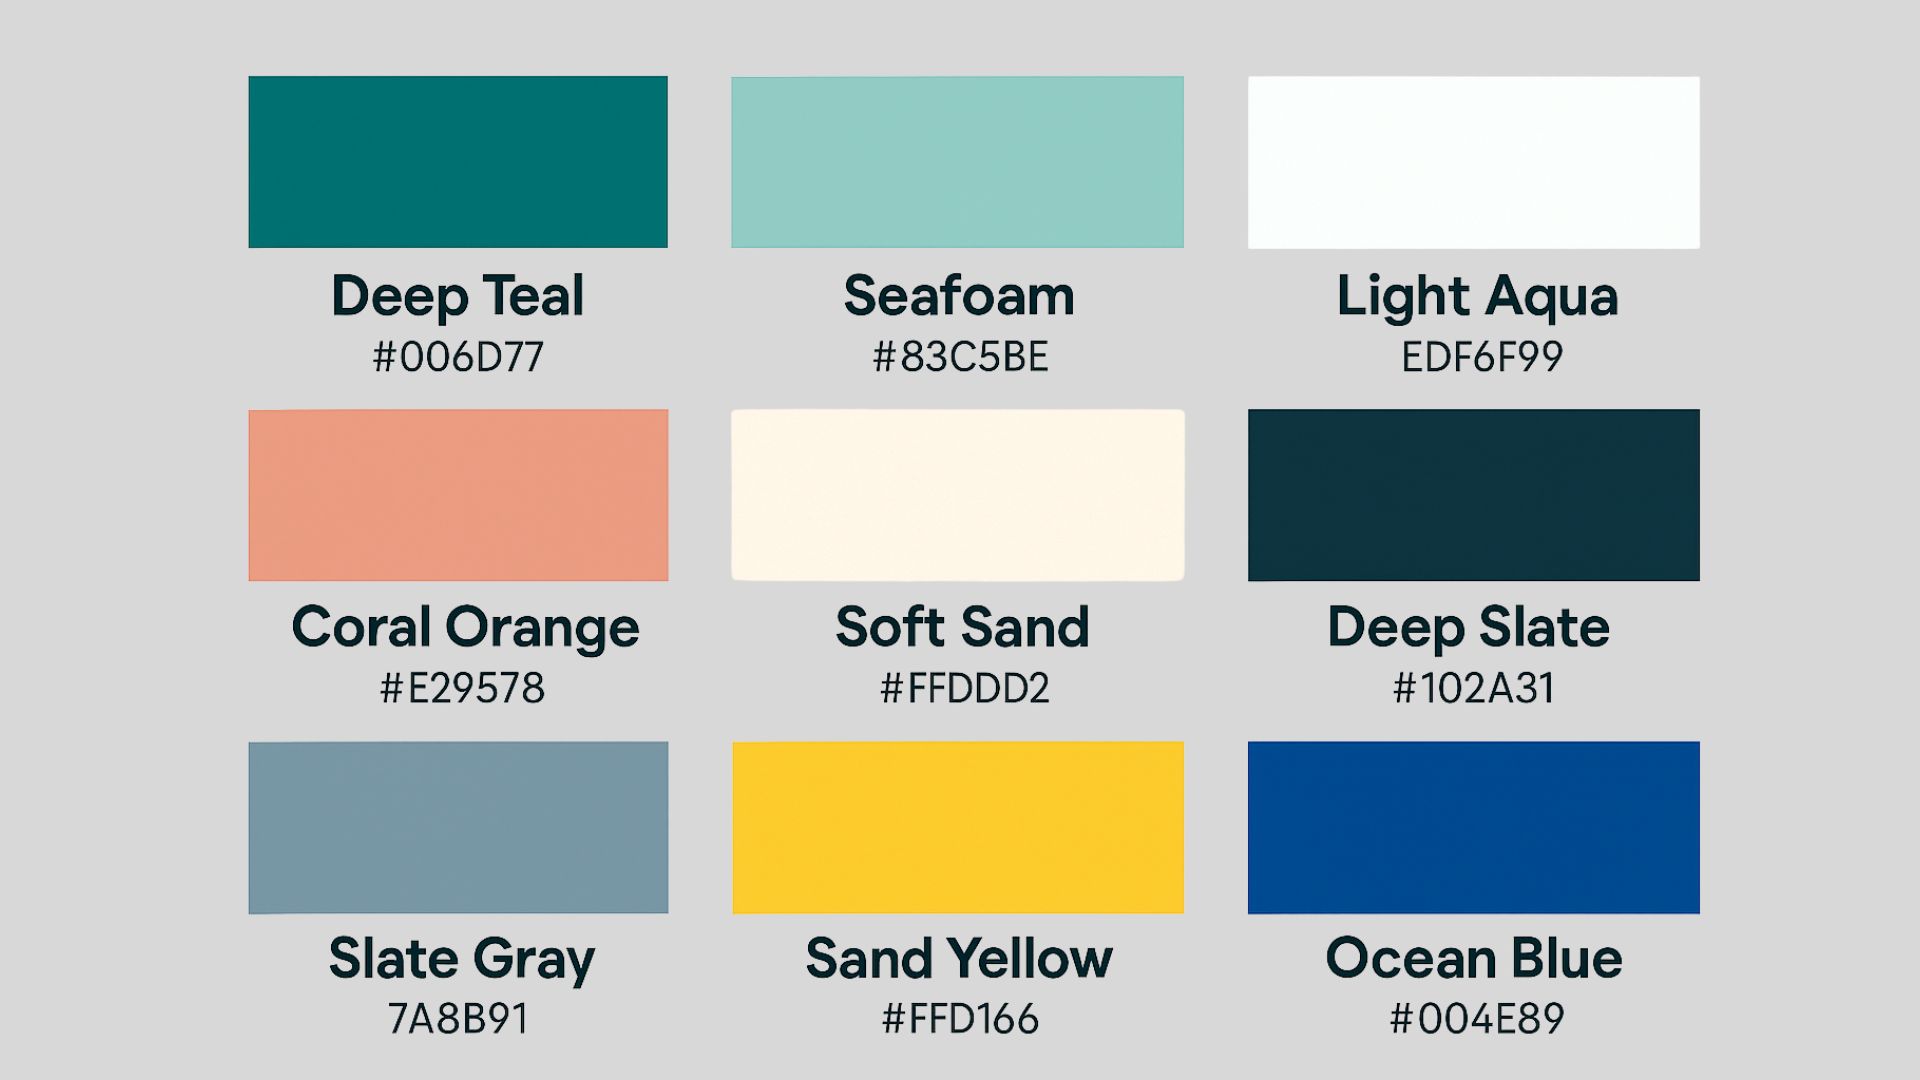 Deep Teal
#006D77
Seafoam
#83C5BE
Light Aqua
EDF6F99
Coral Orange
#E29578
Soft Sand
#FFDDD2
Deep Slate
#102A31
Slate Gray
7A8B91
Sand Yellow
#FFD166
Ocean Blue
#004E89